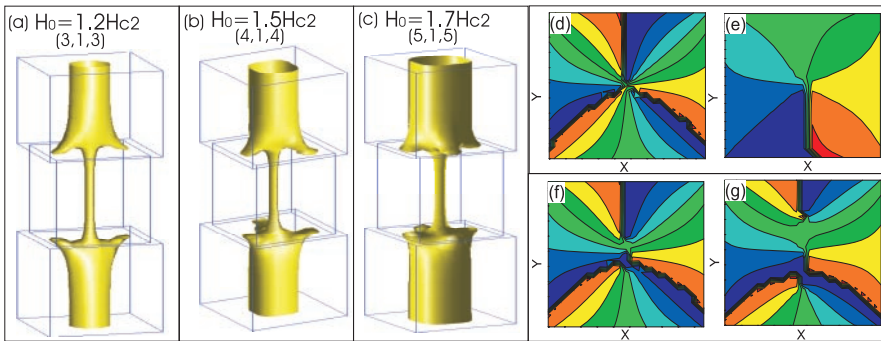 (a) H0=1.2Hc2
(3,1,3)
(b) H0=1.5Hc2
(4,1,4)
(c) H0=1.7Hc2
(5,1,5)
(d)
Y
X
(e)
Y
X
(f)
Y
X
(g)
Y
X